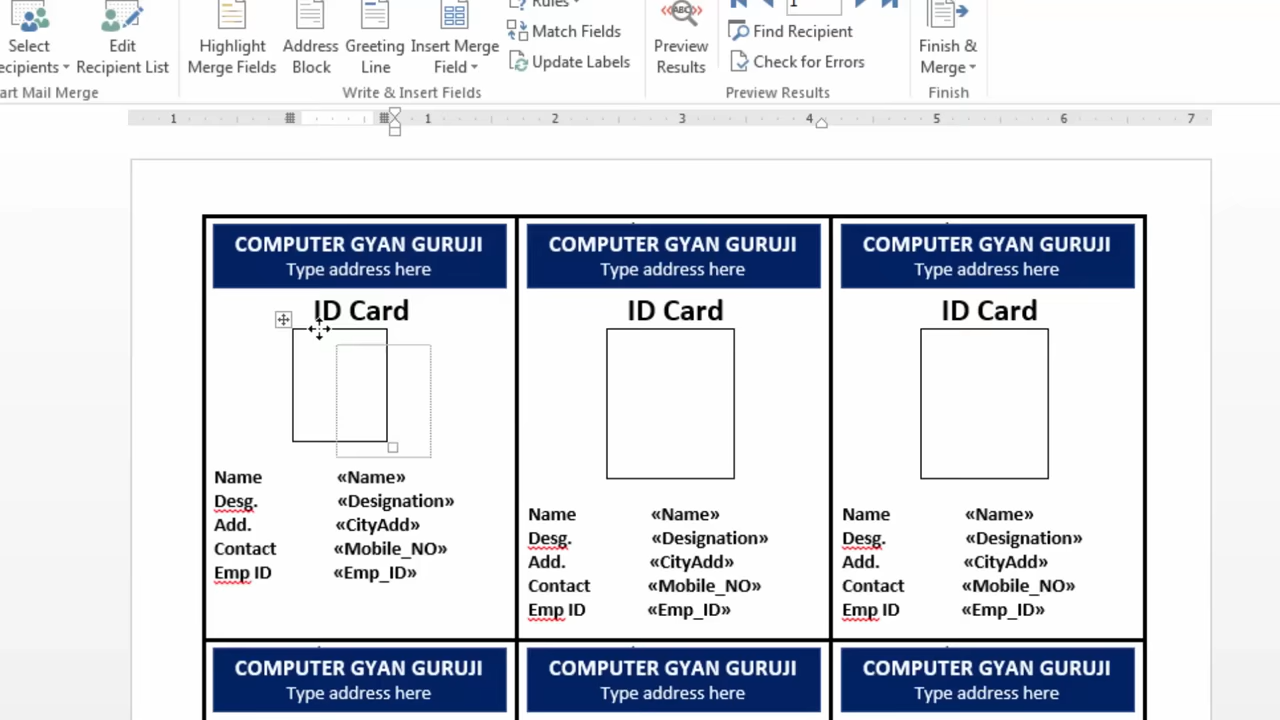 Rules
Select
Recipients
Edit
Recipient List
Highlight
Merge Fields
Address
Block
Greeting
Line
Insert Merge
Field
Match Fields
Update Labels
ABC
Preview
Results
1
Find Recipient
Check for Errors
Finish &
Merge
art Mail Merge
Write & Insert Fields
Preview Results
Finish
1 1 2 3 4 5 6 7
COMPUTER GYAN GURUJI
Type address here
ID Card
Name «Name»
Desg. «Designation»
Add. «CityAdd»
Contact «Mobile_NO»
Emp ID «Emp_ID»
COMPUTER GYAN GURUJI
Type address here
ID Card
Name «Name»
Desg. «Designation»
Add. «CityAdd»
Contact «Mobile_NO»
Emp ID «Emp_ID»
COMPUTER GYAN GURUJI
Type address here
ID Card
Name «Name»
Desg. «Designation»
Add. «CityAdd»
Contact «Mobile_NO»
Emp ID «Emp_ID»
COMPUTER GYAN GURUJI
Type address here
COMPUTER GYAN GURUJI
Type address here
COMPUTER GYAN GURUJI
Type address here